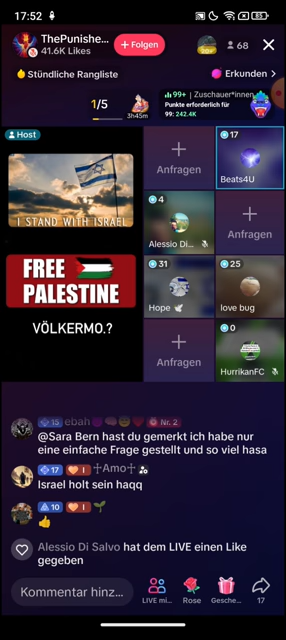 17:52
85
ThePunishe...
41.6K Likes
+ Folgen
68
Stündliche Rangliste
Erkunden >
1/5
3h45m
99+ | Zuschauer*innen
Punkte erforderlich für
99: 242.4K
Host
I STAND WITH ISRAEL
FREE
PALESTINE
VÖLKERMO.?
Anfragen
17
Beats4U
4
Alessio Di...
Anfragen
31
Hope
25
love bug
Anfragen
0
HurrikanFC
15 ebah Nr. 2
@Sara Bern hast du gemerkt ich habe nur
eine einfache Frage gestellt und so viel hasa
17 1 Amo
Israel holt sein haqq
10 1
Alessio Di Salvo hat dem LIVE einen Like
gegeben
Kommentar hinz...
LIVE mi...
Rose
Gesche...
17